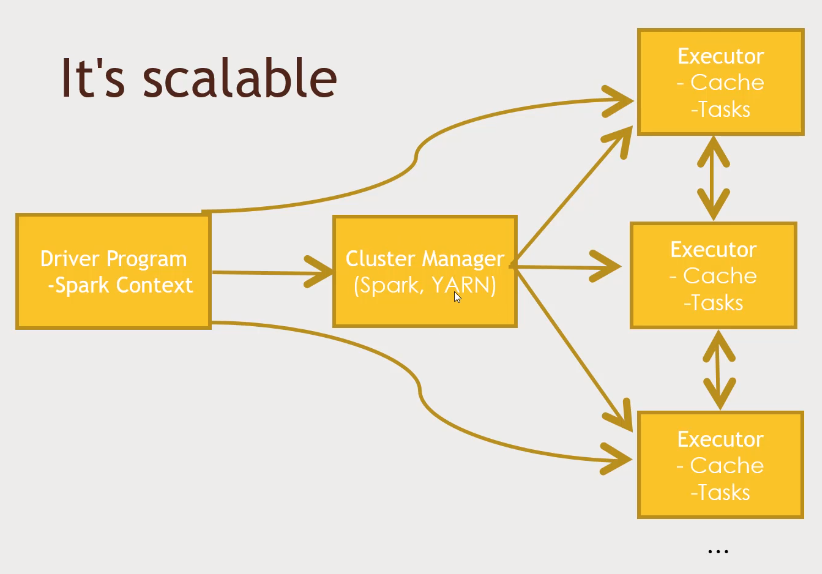 It's scalable
Driver Program
-Spark Context
Cluster Manager
(Spark, YARN)
Executor
- Cache
-Tasks
Executor
- Cache
-Tasks
Executor
- Cache
-Tasks
...